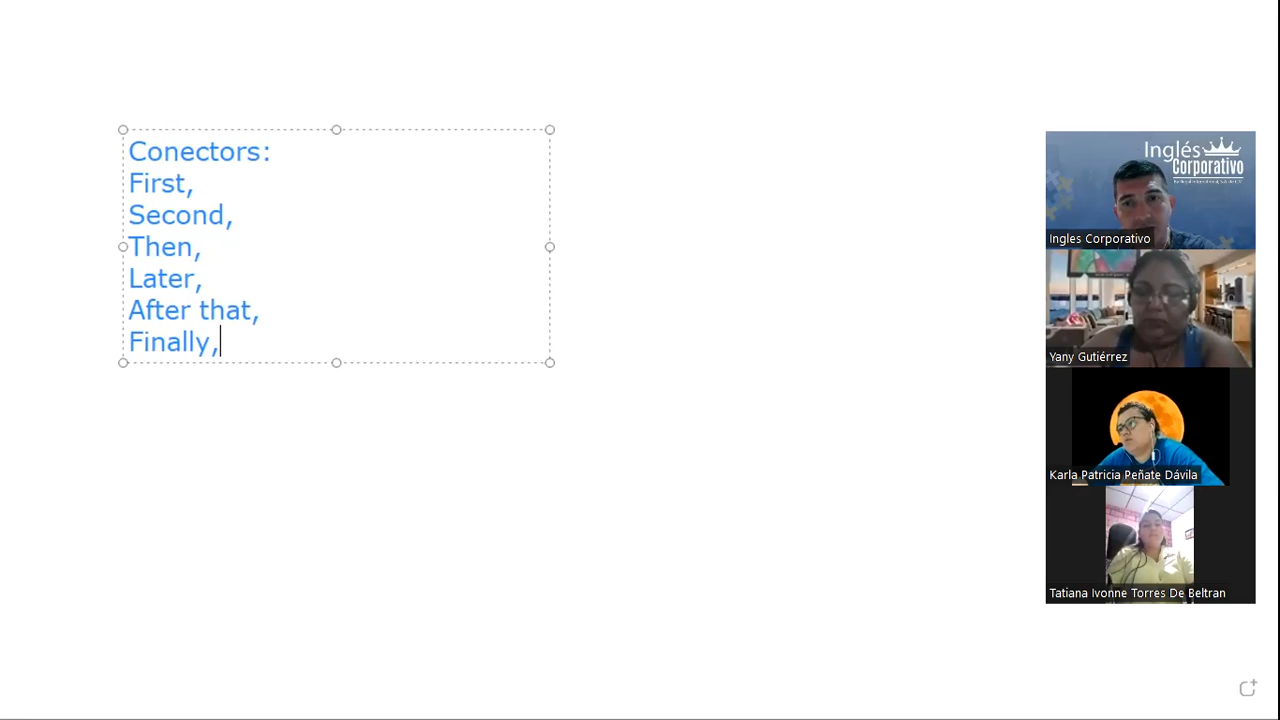 Conectors:
First,
Second,
Then,
Later,
After that,
Finally,
Inglés
Corporativo
Ingles Corporativo
Yany Gutiérrez
Karla Patricia Peñate Dávila
Tatiana Ivonne Torres De Beltran